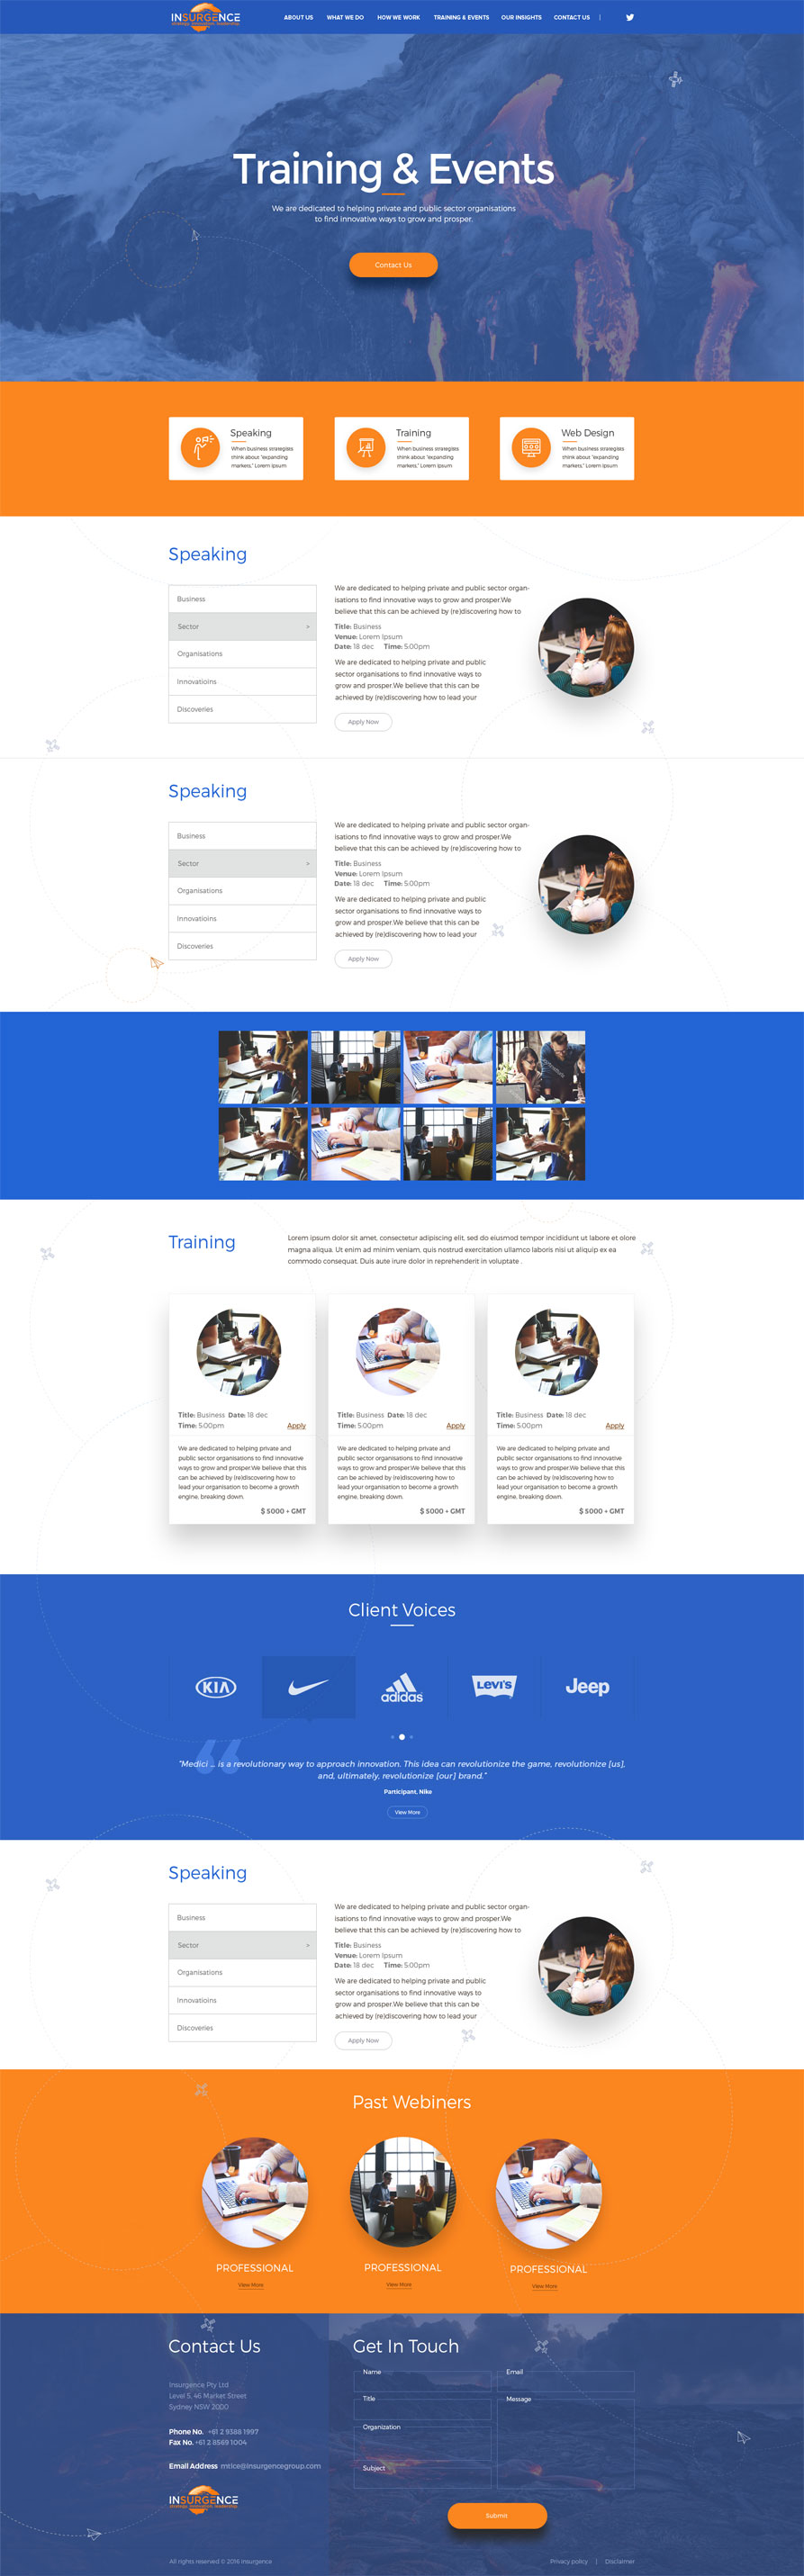 INSURGENCE
strategy. innovation. leadership.
ABOUT US
WHAT WE DO
HOW WE WORK
TRAINING & EVENTS
OUR INSIGHTS
CONTACT US
|
Training & Events
We are dedicated to helping private and public sector organisations
to find innovative ways to grow and prosper.
Contact Us
Speaking
When business strategizes
think about "expanding
markets," Lorem Ipsum
Training
When business strategizes
think about "expanding
markets," Lorem Ipsum
Web Design
When business strategizes
think about "expanding
markets," Lorem Ipsum
Speaking
Business
Sector >
Organisations
Innovatioins
Discoveries
We are dedicated to helping private and public sector organ-
isations to find innovative ways to grow and prosper.We
believe that this can be achieved by (re)discovering how to
Title: Business
Venue: Lorem Ipsum
Date: 18 dec Time: 5:00pm
We are dedicated to helping private and public
sector organisations to find innovative ways to
grow and prosper.We believe that this can be
achieved by (re)discovering how to lead your
Apply Now
Speaking
Business
Sector >
Organisations
Innovatioins
Discoveries
We are dedicated to helping private and public sector organ-
isations to find innovative ways to grow and prosper.We
believe that this can be achieved by (re)discovering how to
Title: Business
Venue: Lorem Ipsum
Date: 18 dec Time: 5:00pm
We are dedicated to helping private and public
sector organisations to find innovative ways to
grow and prosper.We believe that this can be
achieved by (re)discovering how to lead your
Apply Now
Training
Lorem ipsum dolor sit amet, consectetur adipiscing elit, sed do eiusmod tempor incididunt ut labore et olore
magna aliqua. Ut enim ad minim veniam, quis nostrud exercitation ullamco laboris nisi ut aliquip ex ea
commodo consequat. Duis aute irure dolor in reprehenderit in voluptate .
Title: Business Date: 18 dec
Time: 5:00pm Apply
We are dedicated to helping private and
public sector organisations to find innovative
ways to grow and prosper.We believe that this
can be achieved by (re)discovering how to
lead your organisation to become a growth
engine, breaking down.
$ 5000 + GMT
Title: Business Date: 18 dec
Time: 5:00pm Apply
We are dedicated to helping private and
public sector organisations to find innovative
ways to grow and prosper.We believe that this
can be achieved by (re)discovering how to
lead your organisation to become a growth
engine, breaking down.
$ 5000 + GMT
Title: Business Date: 18 dec
Time: 5:00pm Apply
We are dedicated to helping private and
public sector organisations to find innovative
ways to grow and prosper.We believe that this
can be achieved by (re)discovering how to
lead your organisation to become a growth
engine, breaking down.
$ 5000 + GMT
Client Voices
KIA
adidas
LEVI'S
Jeep
"Medici ... is a revolutionary way to approach innovation. This idea can revolutionize the game, revolutionize [us],
and, ultimately, revolutionize [our] brand."
Participant, Nike
View More
Speaking
Business
Sector >
Organisations
Innovatioins
Discoveries
We are dedicated to helping private and public sector organ-
isations to find innovative ways to grow and prosper.We
believe that this can be achieved by (re)discovering how to
Title: Business
Venue: Lorem Ipsum
Date: 18 dec Time: 5:00pm
We are dedicated to helping private and public
sector organisations to find innovative ways to
grow and prosper.We believe that this can be
achieved by (re)discovering how to lead your
Apply Now
Past Webiners
PROFESSIONAL
View More
PROFESSIONAL
View More
PROFESSIONAL
View More
Contact Us
Insurgence Pty Ltd
Level 5, 46 Market Street
Sydney NSW 2000
Phone No. +61 2 9388 1997
Fax No. +61 2 8569 1004
Email Address mtice@insurgencegroup.com
INSURGENCE
strategy. innovation. leadership.
Get In Touch
Name
Email
Title
Message
Organization
Subject
Submit
All rights reserved © 2016 insurgence
Privacy policy | Disclaimer